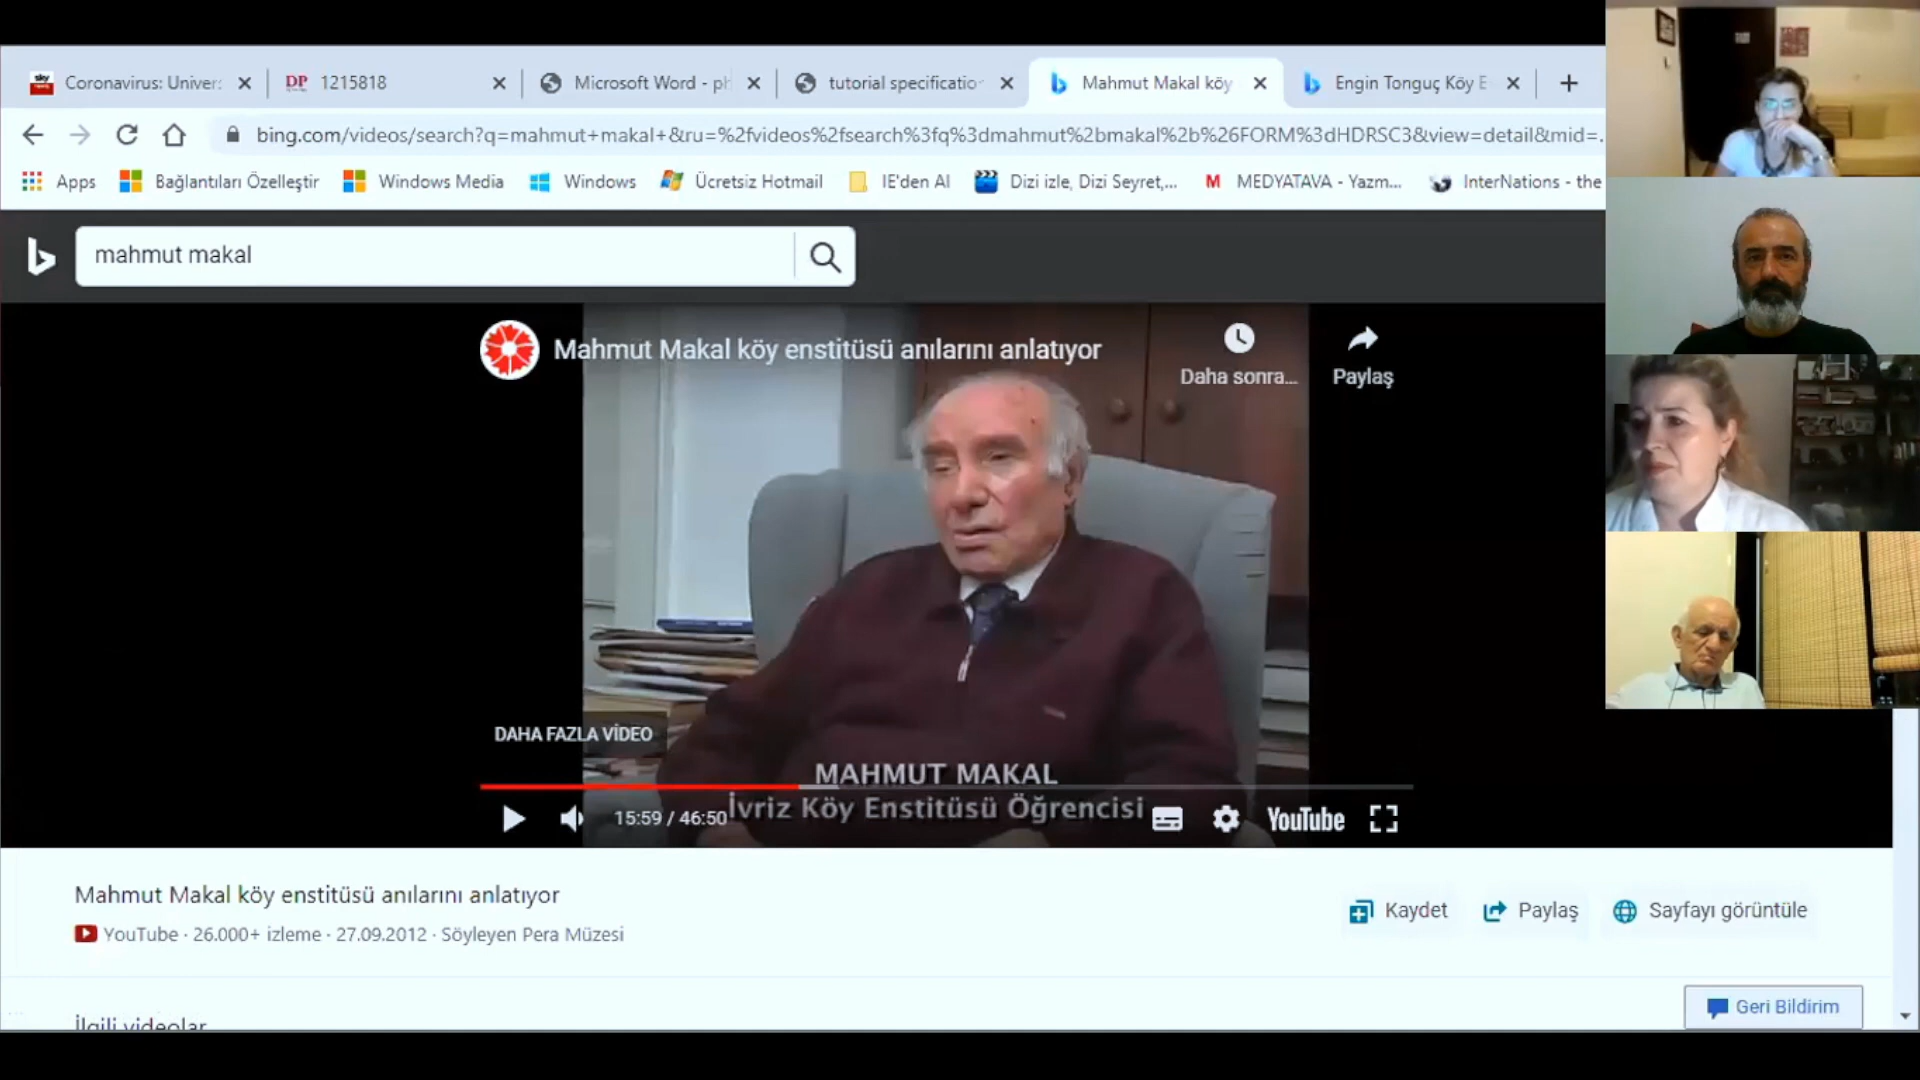 Coronavirus: Univer:
DP 1215818
Microsoft Word - ph
tutorial specificatio
Mahmut Makal köy
Engin Tonguç Köy E
bing.com/videos/search?q=mahmut+makal+&ru=%2fvideos%2fsearch%3fq%3dmahmut%2bmakal%2b%26FORM%3dHDRSC3&view=detail&mid=...
Apps
Bağlantıları Özelleştir
Windows Media
Windows
Ücretsiz Hotmail
IE'den Al
Dizi izle, Dizi Seyret,...
MEDYATAVA - Yazm...
InterNations - the
mahmut makal
Mahmut Makal köy enstitüsü anılarını anlatıyor
Daha sonra...
Paylaş
DAHA FAZLA VİDEO
MAHMUT MAKAL
İvriz Köy Enstitüsü Öğrencisi
15:59 / 46:50
YouTube
Mahmut Makal köy enstitüsü anılarını anlatıyor
YouTube · 26.000+ izleme · 27.09.2012 · Söyleyen Pera Müzesi
Kaydet
Paylaş
Sayfayı görüntüle
Geri Bildirim
İlgili videolar